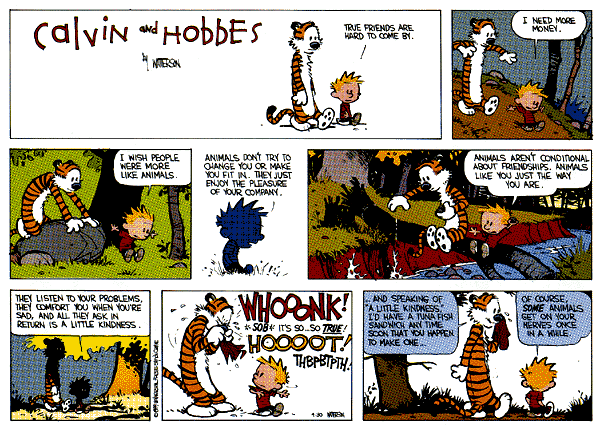 Calvin and Hobbes
by WATTERSON
TRUE FRIENDS ARE
HARD TO COME BY.
I NEED MORE
MONEY.
I WISH PEOPLE
WERE MORE
LIKE ANIMALS.
ANIMALS DON'T TRY TO
CHANGE YOU OR MAKE
YOU FIT IN. THEY JUST
ENJOY THE PLEASURE
OF YOUR COMPANY.
ANIMALS AREN'T CONDITIONAL
ABOUT FRIENDSHIPS. ANIMALS
LIKE YOU JUST THE WAY
YOU ARE.
THEY LISTEN TO YOUR PROBLEMS,
THEY COMFORT YOU WHEN YOU'RE
SAD, AND ALL THEY ASK IN
RETURN IS A LITTLE KINDNESS.
WHOOONK!
*SOB* IT'S SO...SO TRUE!
HOOOOT!
THBPBTPTH!
4-30 WATTERSON
...AND SPEAKING OF
"A LITTLE KINDNESS,"
I'D HAVE A TUNA FISH
SANDWICH ANY TIME
SOON THAT YOU HAPPEN
TO MAKE ONE.
OF COURSE,
SOME ANIMALS
GET ON YOUR
NERVES ONCE
IN A WHILE.